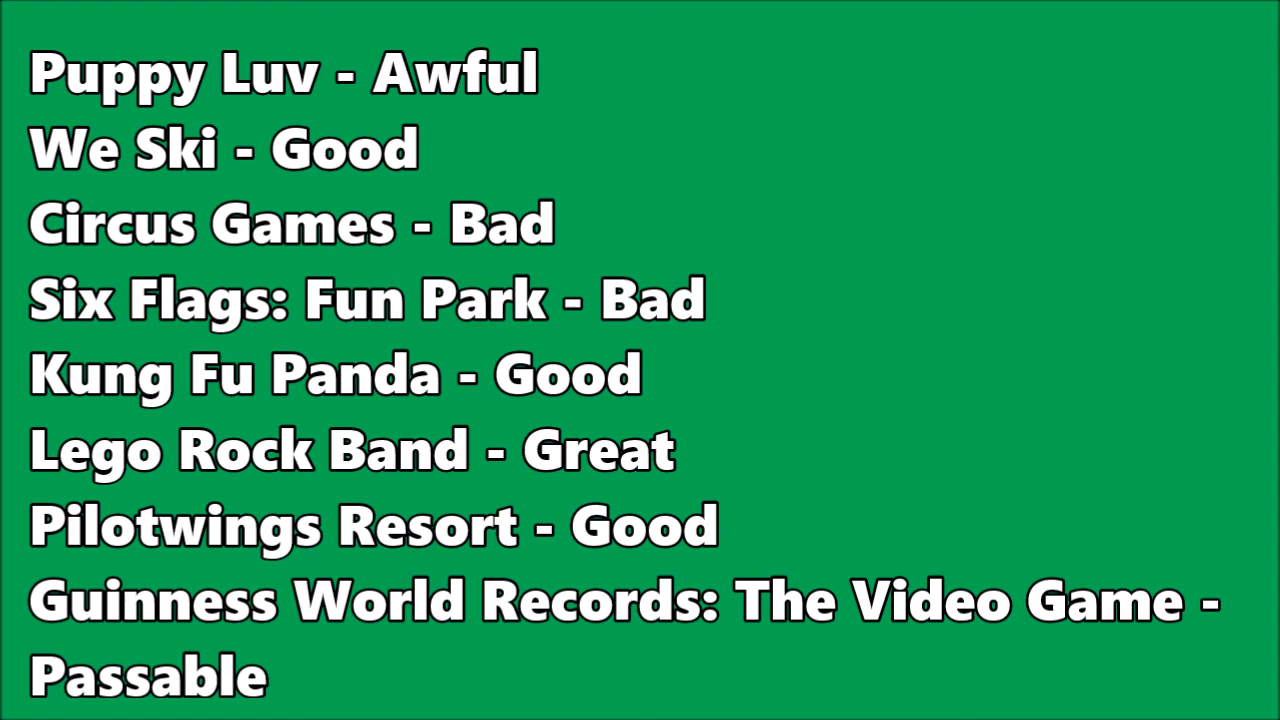 Puppy Luv - Awful
We Ski - Good
Circus Games - Bad
Six Flags: Fun Park - Bad
Kung Fu Panda - Good
Lego Rock Band - Great
Pilotwings Resort - Good
Guinness World Records: The Video Game -
Passable